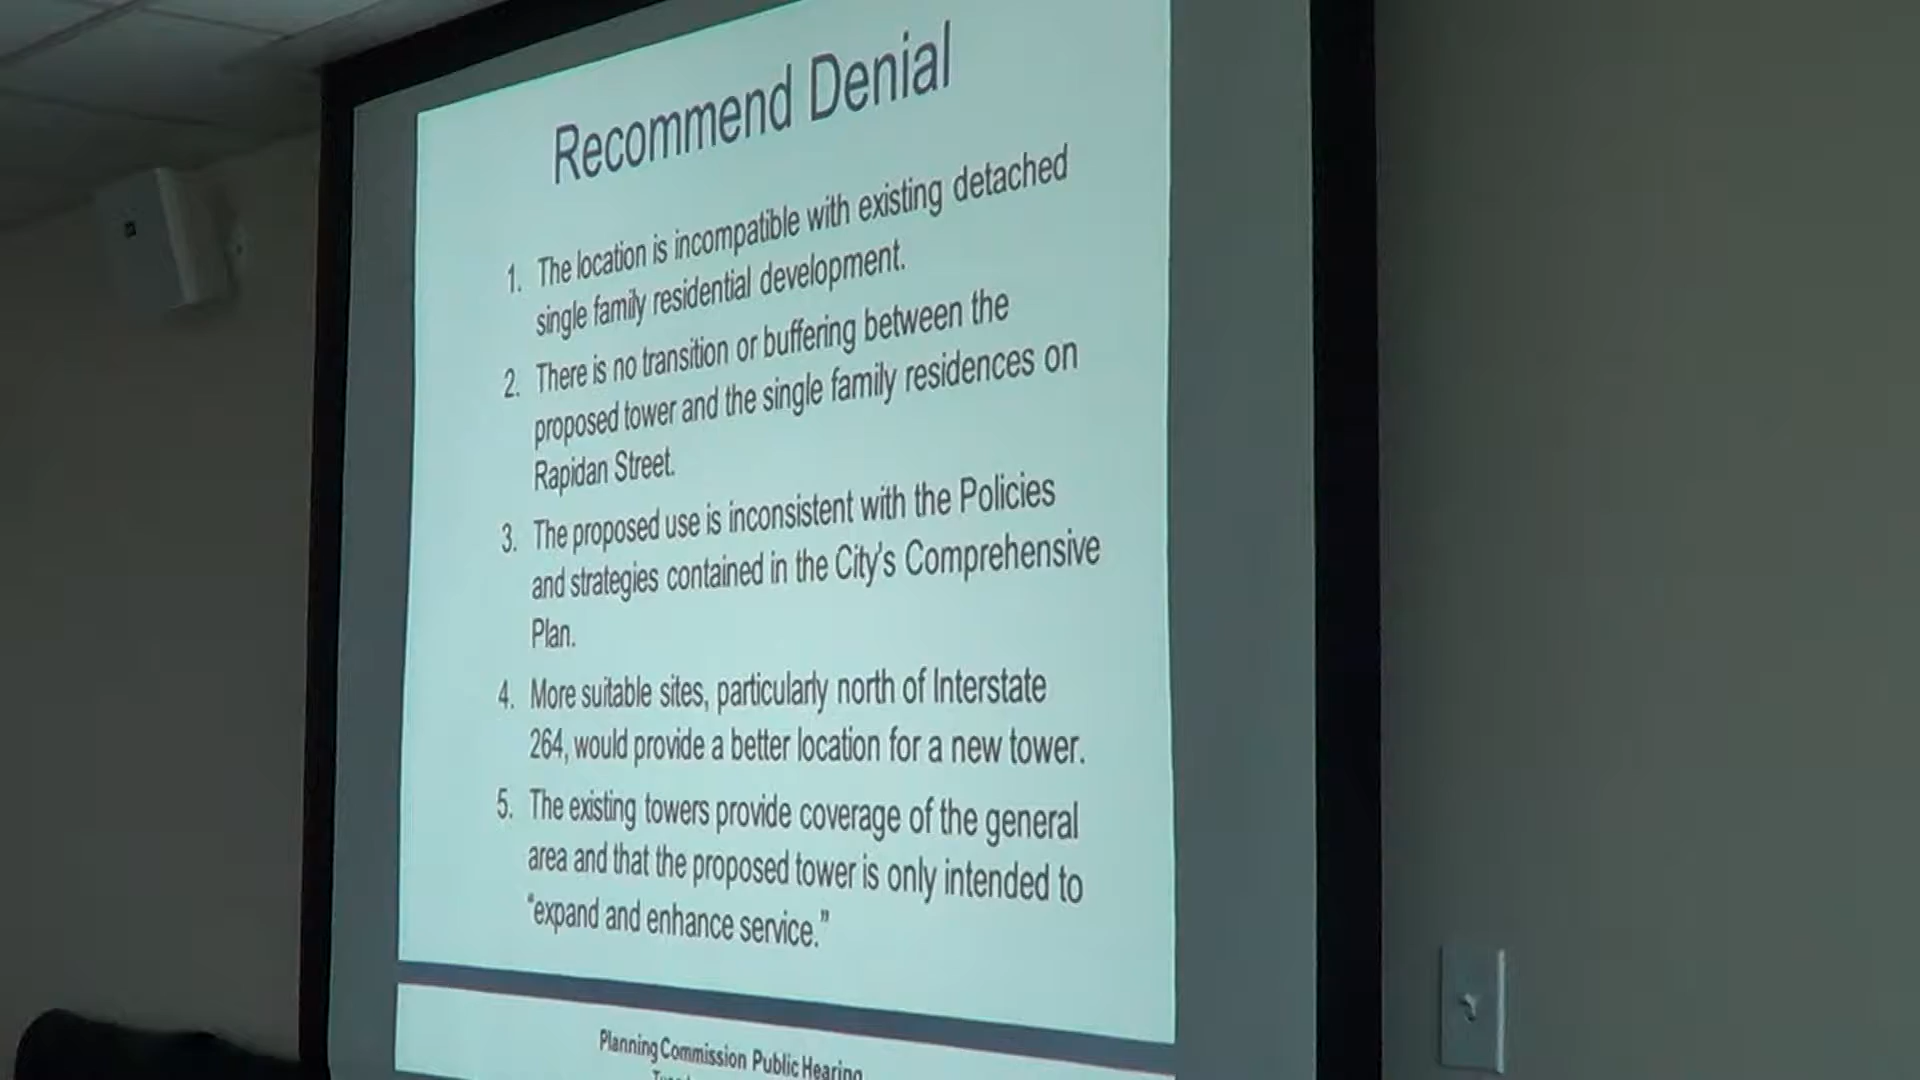 Recommend Denial
1. The location is incompatible with existing detached
single family residential development.
2. There is no transition or buffering between the
proposed tower and the single family residences on
Rapidan Street.
3. The proposed use is inconsistent with the Policies
and strategies contained in the City's Comprehensive
Plan.
4. More suitable sites, particularly north of Interstate
264, would provide a better location for a new tower.
5. The existing towers provide coverage of the general
area and that the proposed tower is only intended to
"expand and enhance service."
Planning Commission Public Hearing